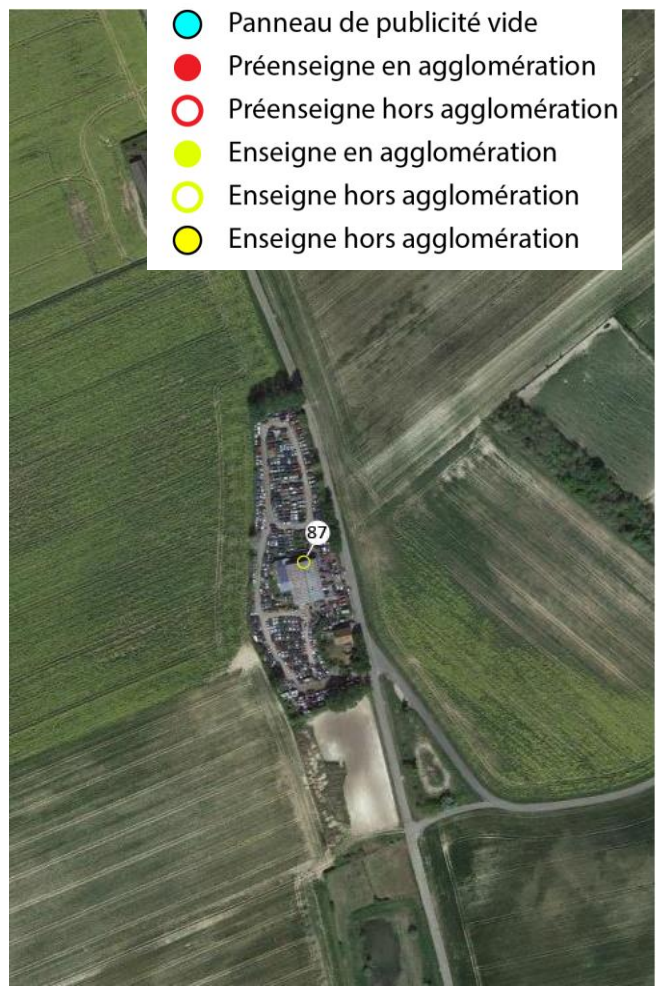 Panneau de publicité vide
Préenseigne en agglomération
Préenseigne hors agglomération
Enseigne en agglomération
Enseigne hors agglomération
Enseigne hors agglomération
87